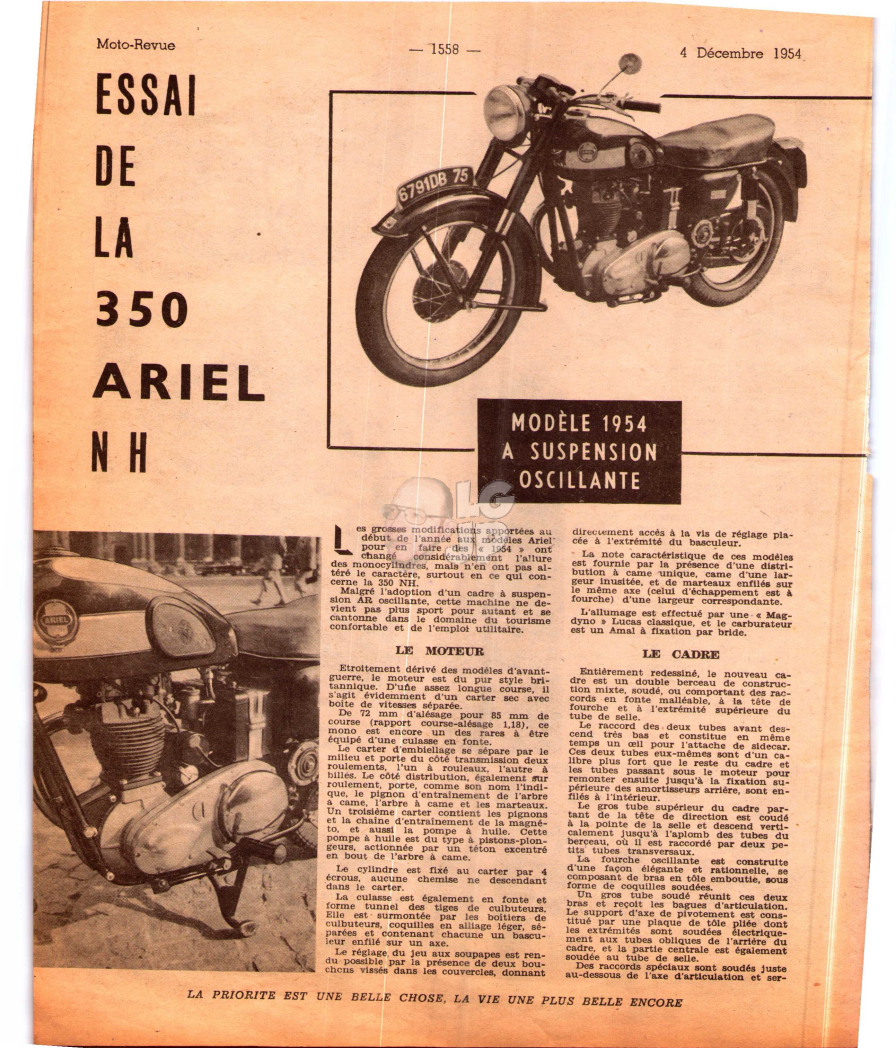 Moto-Revue
— 1558 —
4 Décembre 1954
ESSAI
DE
LA
350
ARIEL
NH
6791DB 75
MODÈLE 1954
A SUSPENSION
OSCILLANTE
LG
ARIEL
Les grosses modifications apportées au
début de l'année aux modèles Ariel
pour en faire des « 1954 » ont
changé considérablement l'allure
des monocylindres, mais n'en ont pas al-
téré le caractère, surtout en ce qui con-
cerne la 350 NH.
Malgré l'adoption d'un cadre à suspen-
sion AR oscillante, cette machine ne de-
vient pas plus sport pour autant et se
cantonne dans le domaine du tourisme
confortable et de l'emploi utilitaire.
LE MOTEUR
Etroitement dérivé des modèles d'avant-
guerre, le moteur est du pur style bri-
tannique. D'une assez longue course, il
s'agit évidemment d'un carter sec avec
boite de vitesses séparée.
De 72 mm d'alésage pour 85 mm de
course (rapport course-alésage 1,18), ce
mono est encore un des rares à être
équipé d'une culasse en fonte.
Le carter d'embiellage se sépare par le
milieu et porte du côté transmission deux
roulements, l'un à rouleaux, l'autre à
billes. Le côté distribution, également sur
roulement, porte, comme son nom l'indi-
que, le pignon d'entraînement de l'arbre
à came, l'arbre à came et les marteaux.
Un troisième carter contient les pignons
et la chaîne d'entraînement de la magné-
to, et aussi la pompe à huile. Cette
pompe à huile est du type à pistons-plon-
geurs, actionnée par un téton excentré
en bout de l'arbre à came.
Le cylindre est fixé au carter par 4
écrous, aucune chemise ne descendant
dans le carter.
La culasse est également en fonte et
forme tunnel des tiges de culbuteurs.
Elle est surmontée par les boîtiers de
culbuteurs, coquilles en alliage léger, sé-
parées et contenant chacune un bascu-
leur enfilé sur un axe.
Le réglage du jeu aux soupapes est ren-
du possible par la présence de deux bou-
chons vissés dans les couvercles, donnant
directement accès à la vis de réglage pla-
cée à l'extrémité du basculeur.
La note caractéristique de ces modèles
est fournie par la présence d'une distri-
bution à came unique, came d'une lar-
geur inusitée, et de marteaux enfilés sur
le même axe (celui d'échappement est à
fourche) d'une largeur correspondante.
L'allumage est effectué par une « Mag-
dyno » Lucas classique, et le carburateur
est un Amal à fixation par bride.
LE CADRE
Entièrement redessiné, le nouveau ca-
dre est un double berceau de construc-
tion mixte, soudé, ou comportant des rac-
cords en fonte malléable, à la tête de
fourche et à l'extrémité supérieure du
tube de selle.
Le raccord des deux tubes avant des-
cend très bas et constitue en même
temps un œil pour l'attache de sidecar.
Ces deux tubes eux-mêmes sont d'un ca-
libre plus fort que le reste du cadre et
les tubes passant sous le moteur pour
remonter ensuite jusqu'à la fixation su-
périeure des amortisseurs arrière, sont en-
filés à l'intérieur.
Le gros tube supérieur du cadre par-
tant de la tête de direction est coudé
à la pointe de la selle et descend verti-
calement jusqu'à l'aplomb des tubes du
berceau, où il est raccordé par deux pe-
tits tubes transversaux.
La fourche oscillante est construite
d'une façon élégante et rationnelle, se
composant de bras en tôle emboutie, sous
forme de coquilles soudées.
Un gros tube soudé réunit ces deux
bras et reçoit les bagues d'articulation.
Le support d'axe de pivotement est cons-
titué par une plaque de tôle pliée dont
les extrémités sont soudées électrique-
ment aux tubes obliques de l'arrière du
cadre, et la partie centrale est également
soudée au tube de selle.
Des raccords spéciaux sont soudés juste
au-dessous de l'axe d'articulation et ser-
LA PRIORITE EST UNE BELLE CHOSE, LA VIE UNE PLUS BELLE ENCORE